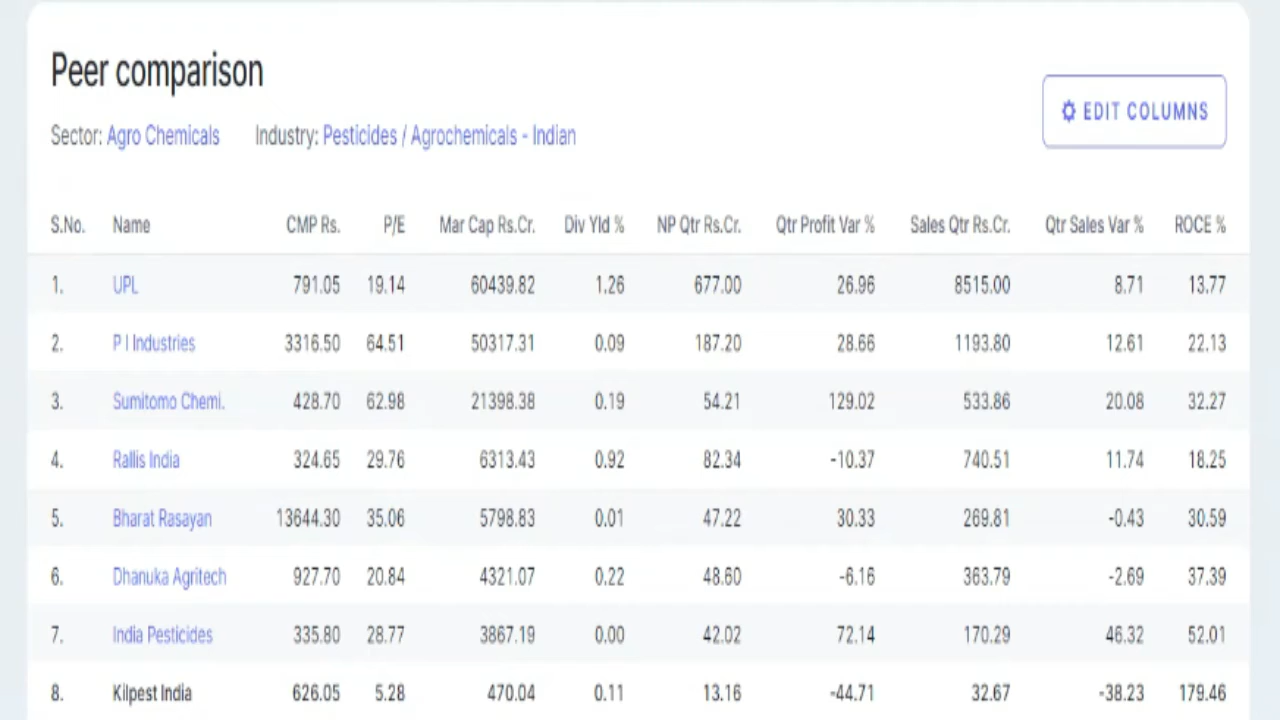 Peer comparison
EDIT COLUMNS
Sector: Agro Chemicals Industry: Pesticides / Agrochemicals - Indian
S.No. Name CMP Rs. P/E Mar Cap Rs.Cr. Div Yld % NP Qtr Rs.Cr. Qtr Profit Var % Sales Qtr Rs.Cr. Qtr Sales Var % ROCE %
1. UPL 791.05 19.14 60439.82 1.26 677.00 26.96 8515.00 8.71 13.77
2. P I Industries 3316.50 64.51 50317.31 0.09 187.20 28.66 1193.80 12.61 22.13
3. Sumitomo Chemi. 428.70 62.98 21398.38 0.19 54.21 129.02 533.86 20.08 32.27
4. Rallis India 324.65 29.76 6313.43 0.92 82.34 -10.37 740.51 11.74 18.25
5. Bharat Rasayan 13644.30 35.06 5798.83 0.01 47.22 30.33 269.81 -0.43 30.59
6. Dhanuka Agritech 927.70 20.84 4321.07 0.22 48.60 -6.16 363.79 -2.69 37.39
7. India Pesticides 335.80 28.77 3867.19 0.00 42.02 72.14 170.29 46.32 52.01
8. Kilpest India 626.05 5.28 470.04 0.11 13.16 -44.71 32.67 -38.23 179.46